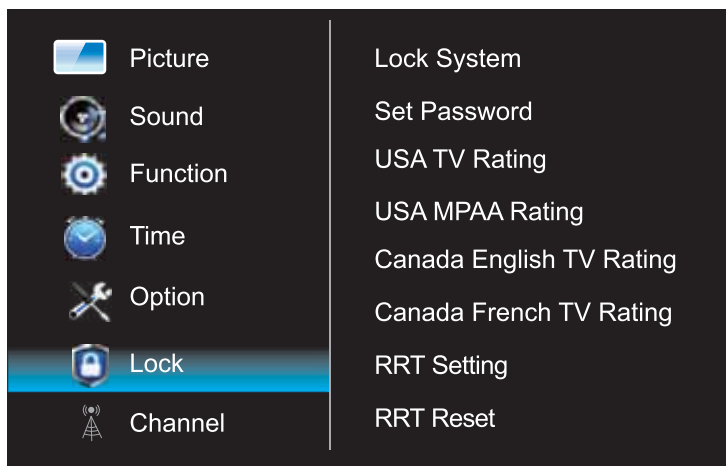 Picture
Sound
Function
Time
Option
Lock
Channel
Lock System
Set Password
USA TV Rating
USA MPAA Rating
Canada English TV Rating
Canada French TV Rating
RRT Setting
RRT Reset